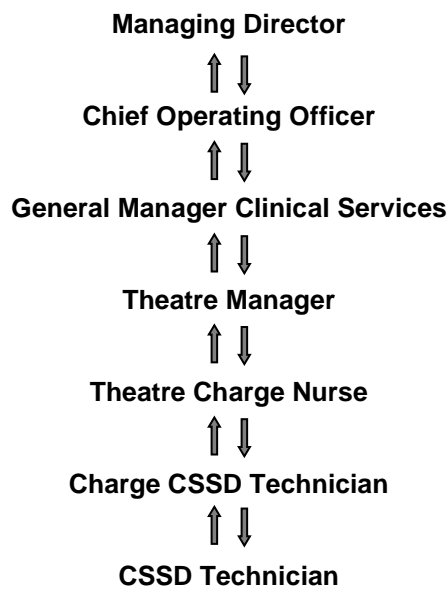 Managing Director
Chief Operating Officer
General Manager Clinical Services
Theatre Manager
Theatre Charge Nurse
Charge CSSD Technician
CSSD Technician